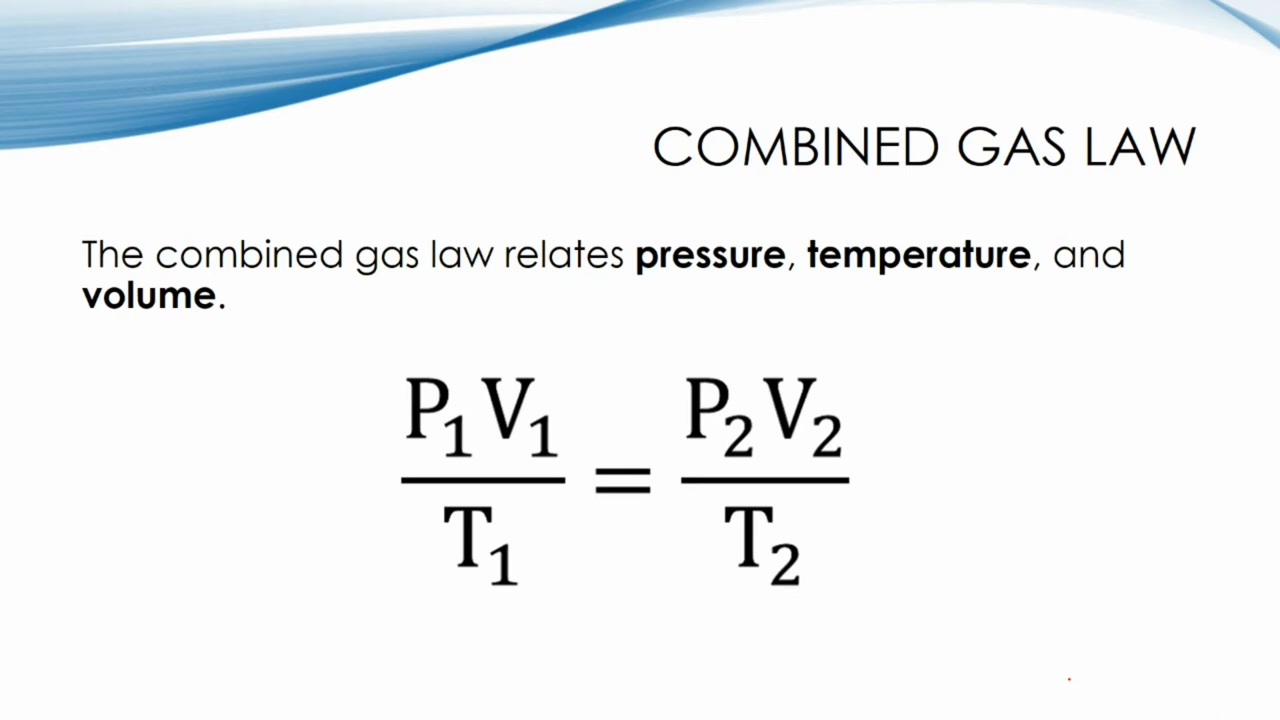 COMBINED GAS LAW
The combined gas law relates pressure, temperature, and
volume.
P₁V₁/T₁ = P₂V₂/T₂